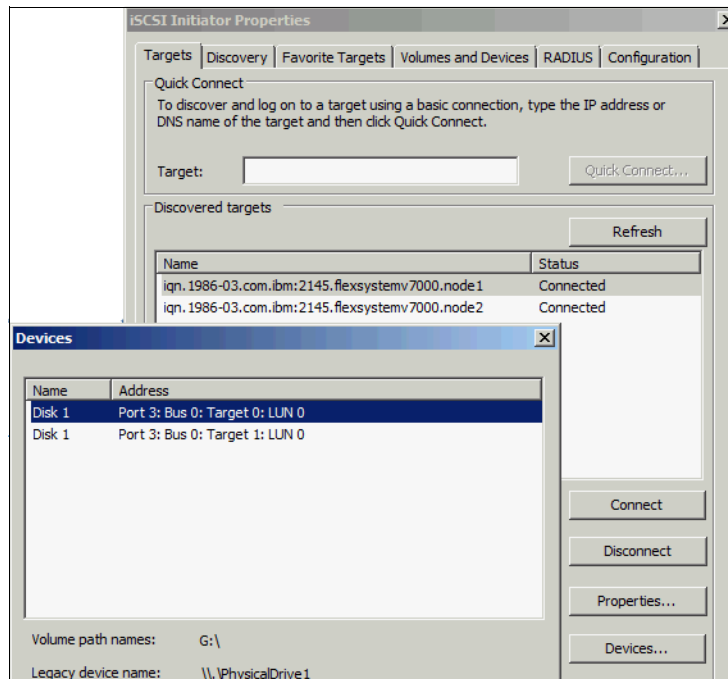 iSCSI Initiator Properties
Targets Discovery Favorite Targets Volumes and Devices RADIUS Configuration
Quick Connect
To discover and log on to a target using a basic connection, type the IP address or
DNS name of the target and then click Quick Connect.
Target: Quick Connect...
Discovered targets
Refresh
Name Status
iqn.1986-03.com.ibm:2145.flexsystemv7000.node1 Connected
iqn.1986-03.com.ibm:2145.flexsystemv7000.node2 Connected
Devices
Name Address
Disk 1 Port 3: Bus 0: Target 0: LUN 0
Disk 1 Port 3: Bus 0: Target 1: LUN 0
Connect
Disconnect
Properties...
Devices...
Volume path names: G:\
Legacy device name: \\.\PhysicalDrive1